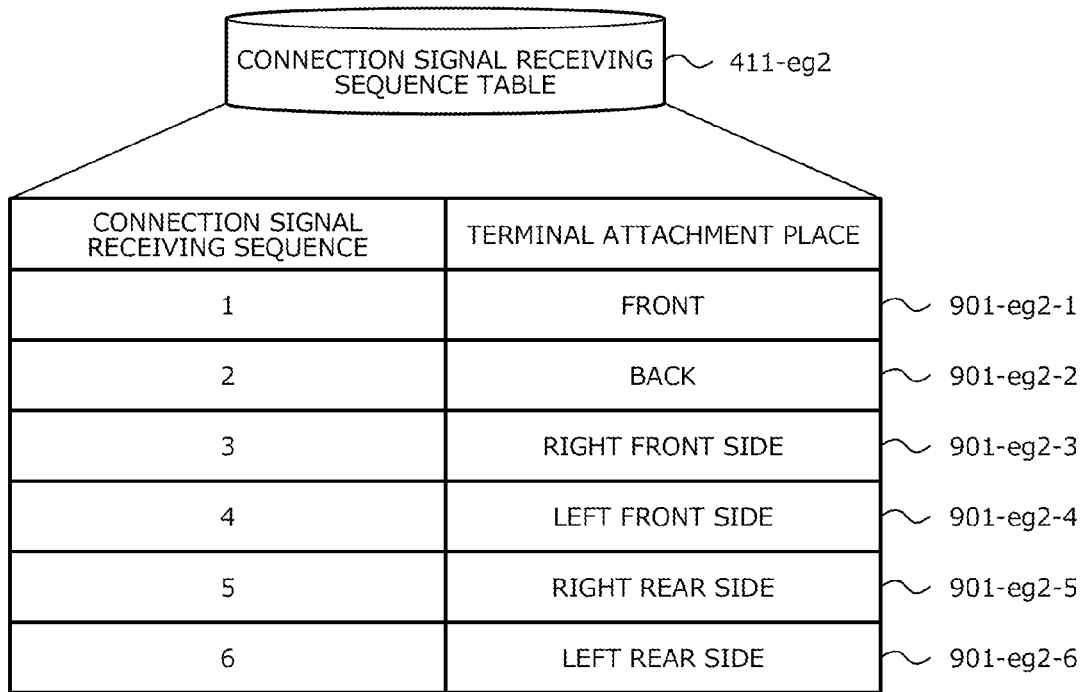 CONNECTION SIGNAL RECEIVING
SEQUENCE TABLE
411-eg2
CONNECTION SIGNAL
RECEIVING SEQUENCE
TERMINAL ATTACHMENT PLACE
1 FRONT 901-eg2-1
2 BACK 901-eg2-2
3 RIGHT FRONT SIDE 901-eg2-3
4 LEFT FRONT SIDE 901-eg2-4
5 RIGHT REAR SIDE 901-eg2-5
6 LEFT REAR SIDE 901-eg2-6